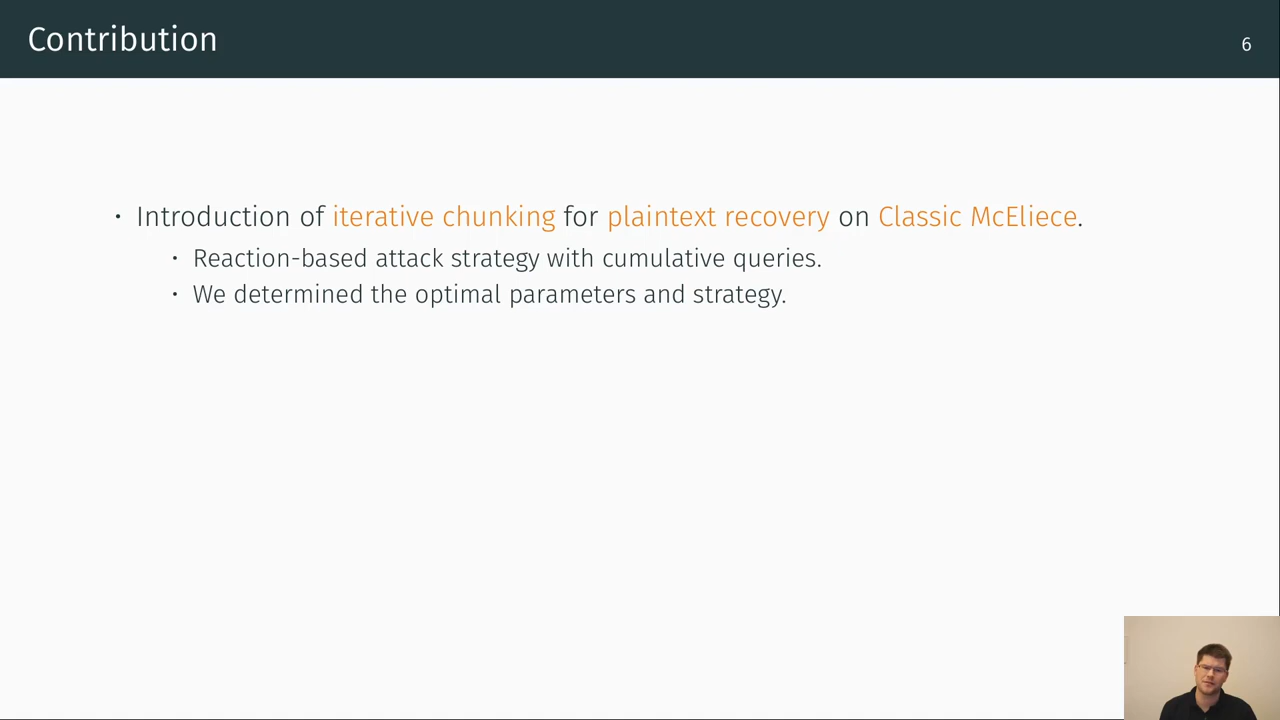 Contribution
6
• Introduction of iterative chunking for plaintext recovery on Classic McEliece.
• Reaction-based attack strategy with cumulative queries.
• We determined the optimal parameters and strategy.